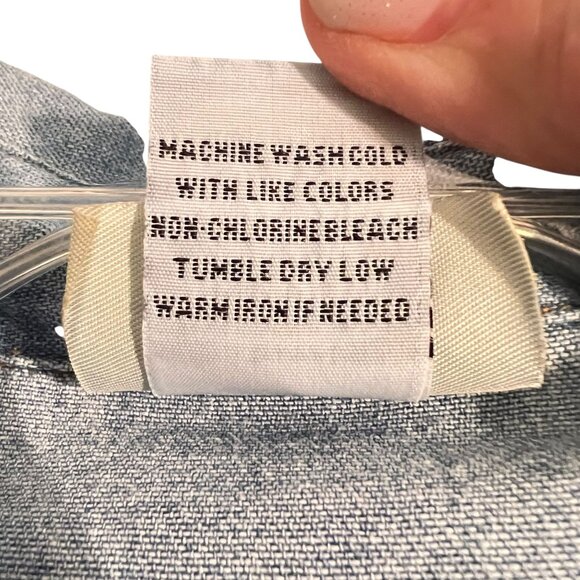 MACHINE WASH COLD
WITH LIKE COLORS
NON-CHLORINE BLEACH
TUMBLE DRY LOW
WARM IRON IF NEEDED